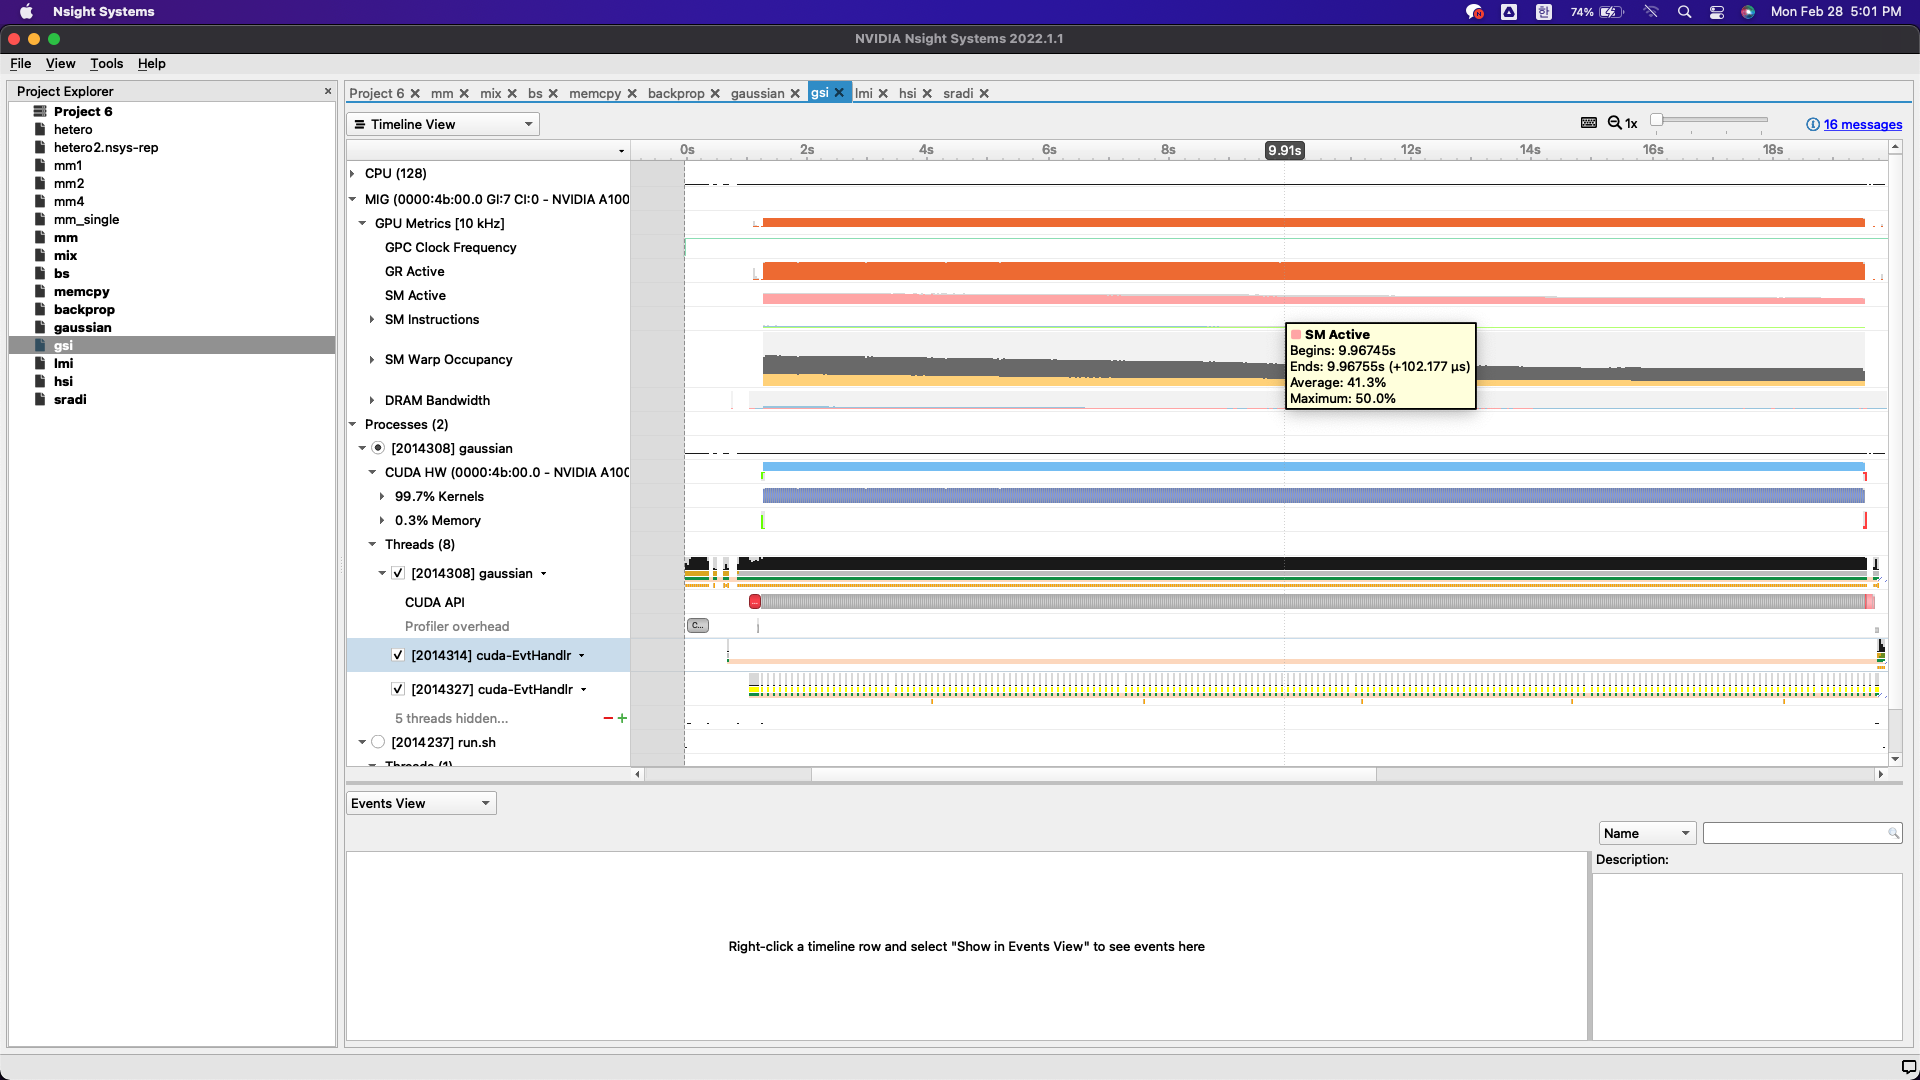 Nsight Systems
74%
Mon Feb 28 5:01 PM
NVIDIA Nsight Systems 2022.1.1
File View Tools Help
Project Explorer
Project 6
hetero
hetero2.nsys-rep
mm1
mm2
mm4
mm_single
mm
mix
bs
memcpy
backprop
gaussian
gsi
lmi
hsi
sradi
Project 6 mm mix bs memcpy backprop gaussian gsi lmi hsi sradi
Timeline View
1x
16 messages
0s 2s 4s 6s 8s 9.91s 12s 14s 16s 18s
CPU (128)
MIG (0000:4b:00.0 GI:7 CI:0 - NVIDIA A100
GPU Metrics [10 kHz]
GPC Clock Frequency
GR Active
SM Active
SM Instructions
SM Warp Occupancy
DRAM Bandwidth
SM Active
Begins: 9.96745s
Ends: 9.96755s (+102.177 μs)
Average: 41.3%
Maximum: 50.0%
Processes (2)
[2014308] gaussian
CUDA HW (0000:4b:00.0 - NVIDIA A100
99.7% Kernels
0.3% Memory
Threads (8)
[2014308] gaussian
CUDA API
Profiler overhead
C...
[2014314] cuda-EvtHandlr
[2014327] cuda-EvtHandlr
5 threads hidden...
[2014237] run.sh
Threads (1)
Events View
Name
Description:
Right-click a timeline row and select "Show in Events View" to see events here